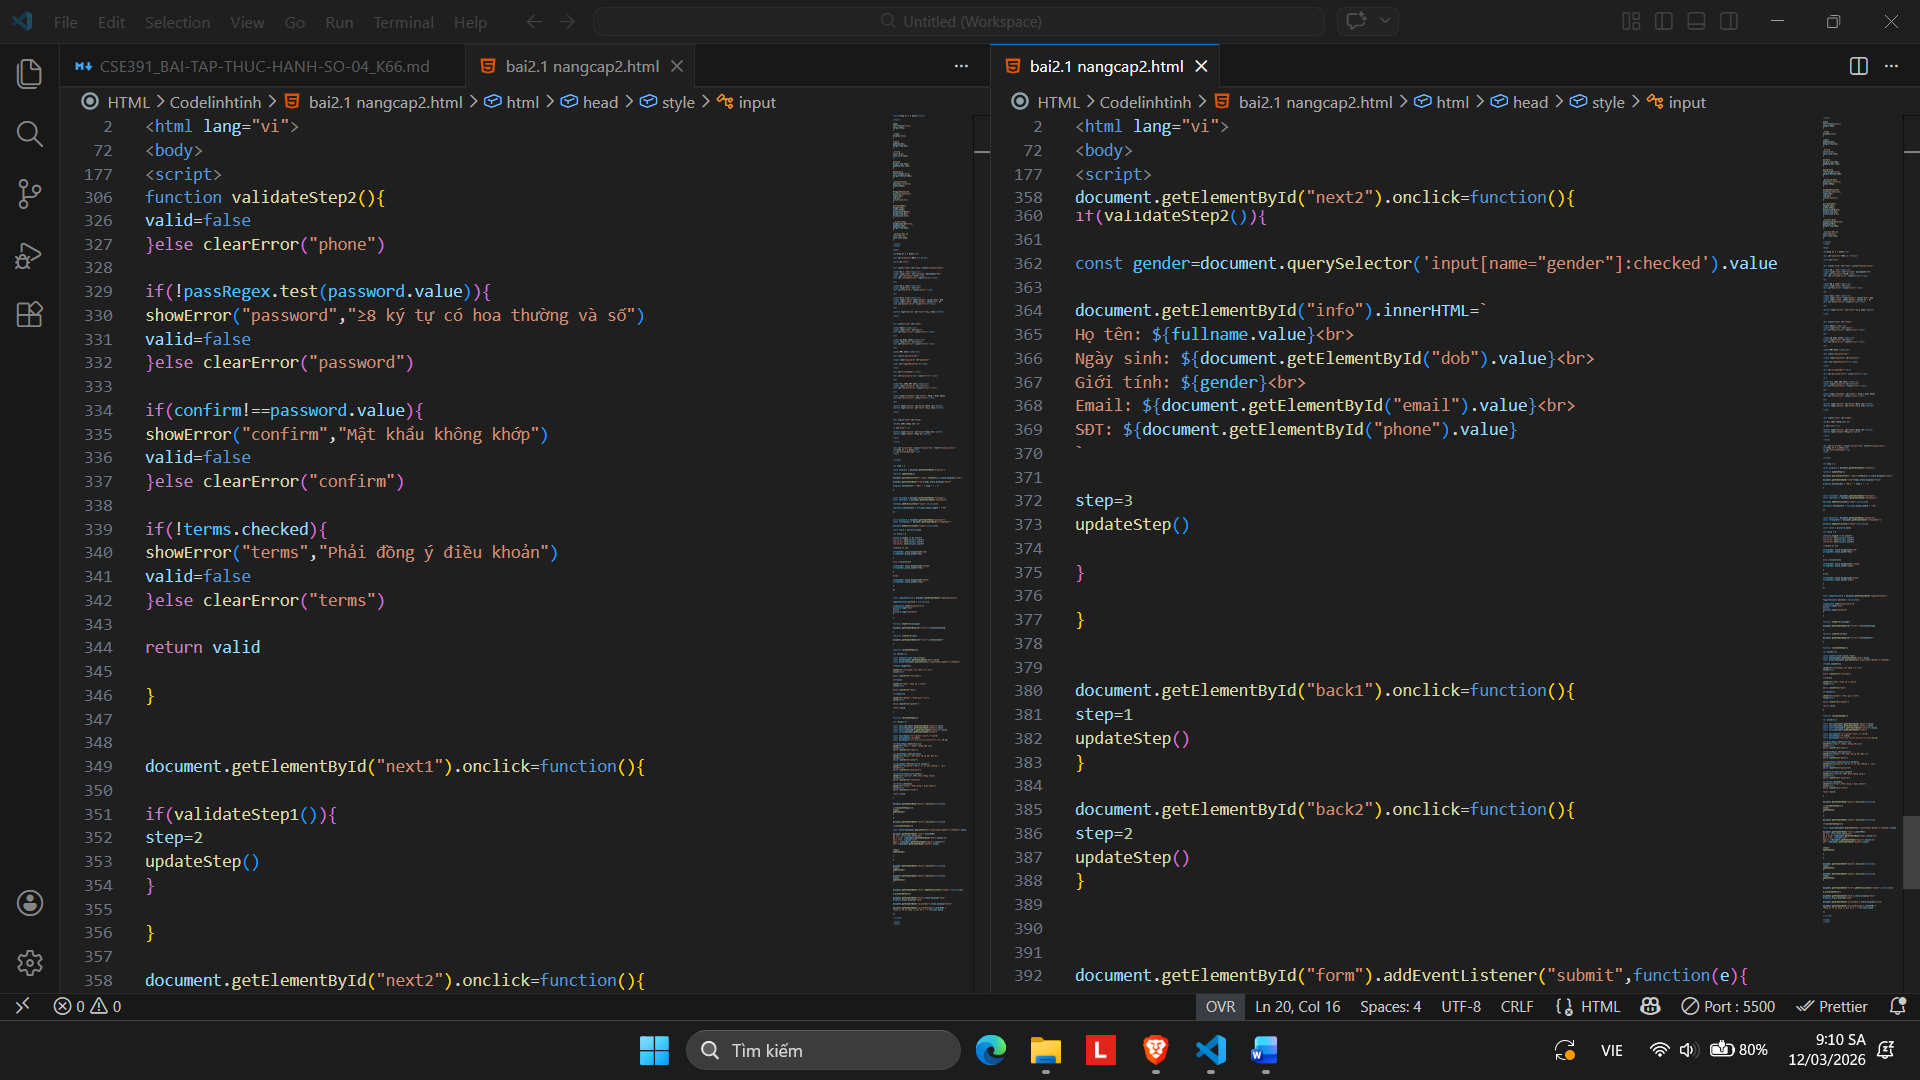 File Edit Selection View Go Run Terminal Help
Untitled (Workspace)
CSE391_BAI-TAP-THUC-HANH-SO-04_K66.md
bai2.1 nangcap2.html
HTML > Codelinhtinh > bai2.1 nangcap2.html > html > head > style > input
2 <html lang="vi">
72 <body>
177 <script>
306 function validateStep2(){
326 valid=false
327 }else clearError("phone")
328
329 if(!passRegex.test(password.value)){
330 showError("password","≥8 ký tự có hoa thường và số")
331 valid=false
332 }else clearError("password")
333
334 if(confirm!==password.value){
335 showError("confirm","Mật khẩu không khớp")
336 valid=false
337 }else clearError("confirm")
338
339 if(!terms.checked){
340 showError("terms","Phải đồng ý điều khoản")
341 valid=false
342 }else clearError("terms")
343
344 return valid
345
346 }
347
348
349 document.getElementById("next1").onclick=function(){
350
351 if(validateStep1()){
352 step=2
353 updateStep()
354 }
355
356 }
357
358 document.getElementById("next2").onclick=function(){
bai2.1 nangcap2.html
HTML > Codelinhtinh > bai2.1 nangcap2.html > html > head > style > input
2 <html lang="vi">
72 <body>
177 <script>
358 document.getElementById("next2").onclick=function(){
360 if(validateStep2()){
361
362 const gender=document.querySelector('input[name="gender"]:checked').value
363
364 document.getElementById("info").innerHTML=`
365 Họ tên: ${fullname.value}<br>
366 Ngày sinh: ${document.getElementById("dob").value}<br>
367 Giới tính: ${gender}<br>
368 Email: ${document.getElementById("email").value}<br>
369 SĐT: ${document.getElementById("phone").value}
370 `
371
372 step=3
373 updateStep()
374
375 }
376
377 }
378
379
380 document.getElementById("back1").onclick=function(){
381 step=1
382 updateStep()
383 }
384
385 document.getElementById("back2").onclick=function(){
386 step=2
387 updateStep()
388 }
389
390
391
392 document.getElementById("form").addEventListener("submit",function(e){
0 0
OVR Ln 20, Col 16 Spaces: 4 UTF-8 CRLF HTML Port : 5500 Prettier
Tìm kiếm
L
W
VIE
80%
9:10 SA
12/03/2026